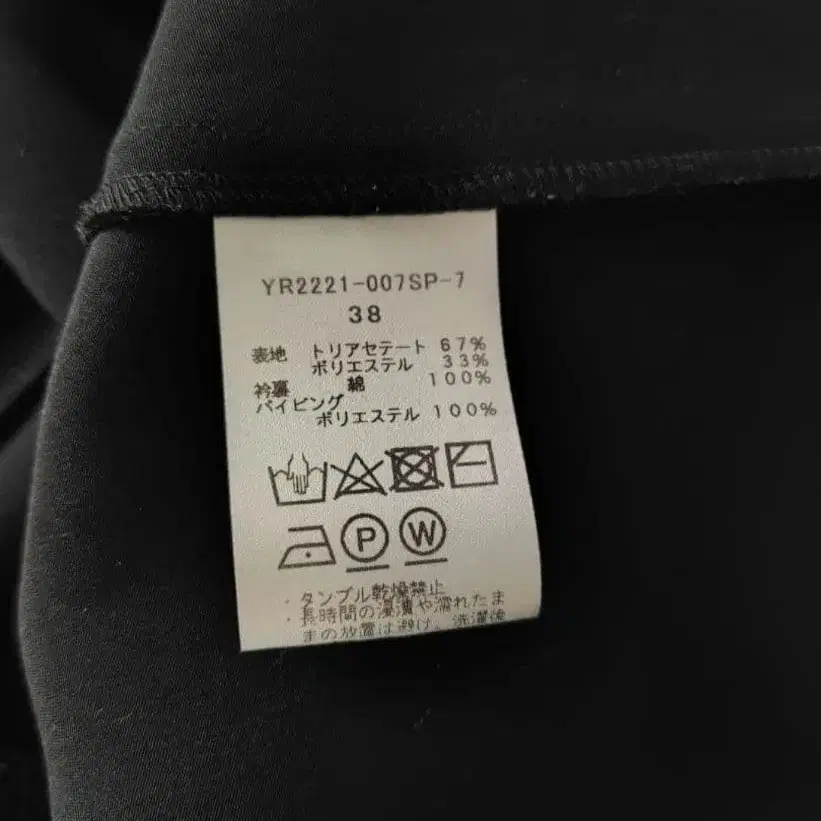 YR2221-007SP-7
38
表地 トリアセテート 67%
ポリエステル 33%
衿裏 綿 100%
パイピング
ポリエステル 100%
P W
・タンブル乾燥禁止
・長時間の浸漬や濡れたま
まの放置は避け、洗濯後